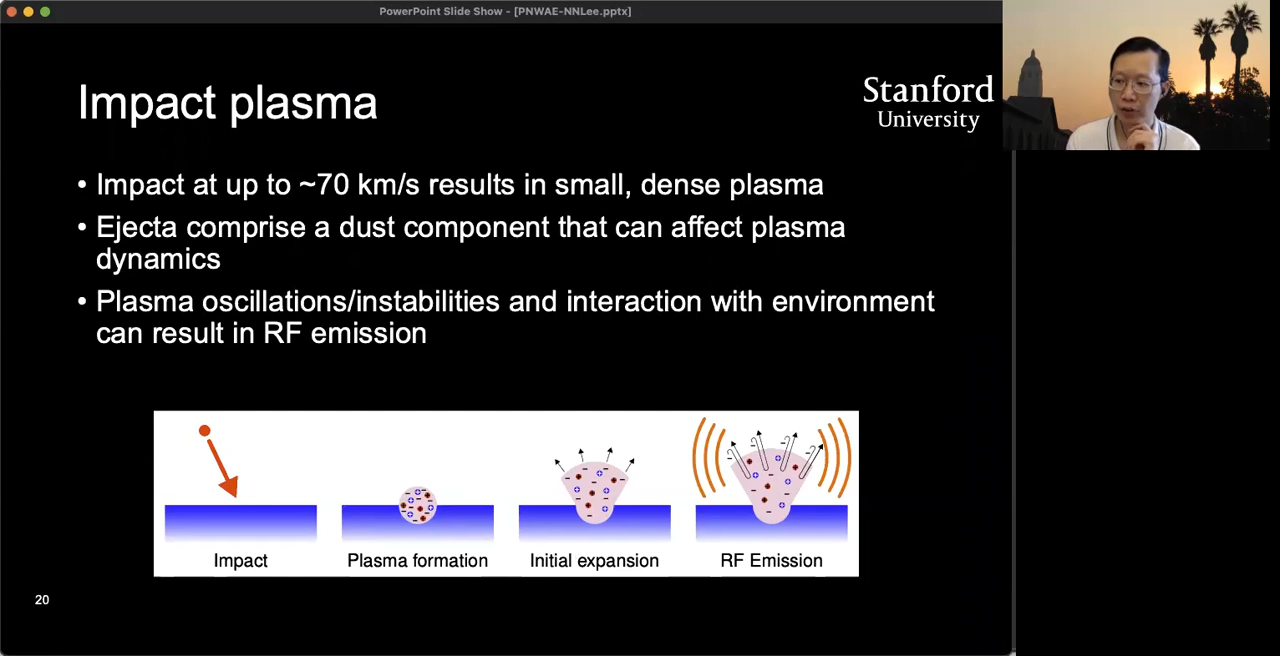 PowerPoint Slide Show - [PNWAE-NNLee.pptx]
Impact plasma
Stanford
University
• Impact at up to ~70 km/s results in small, dense plasma
• Ejecta comprise a dust component that can affect plasma
dynamics
• Plasma oscillations/instabilities and interaction with environment
can result in RF emission
Impact
Plasma formation
Initial expansion
RF Emission
20